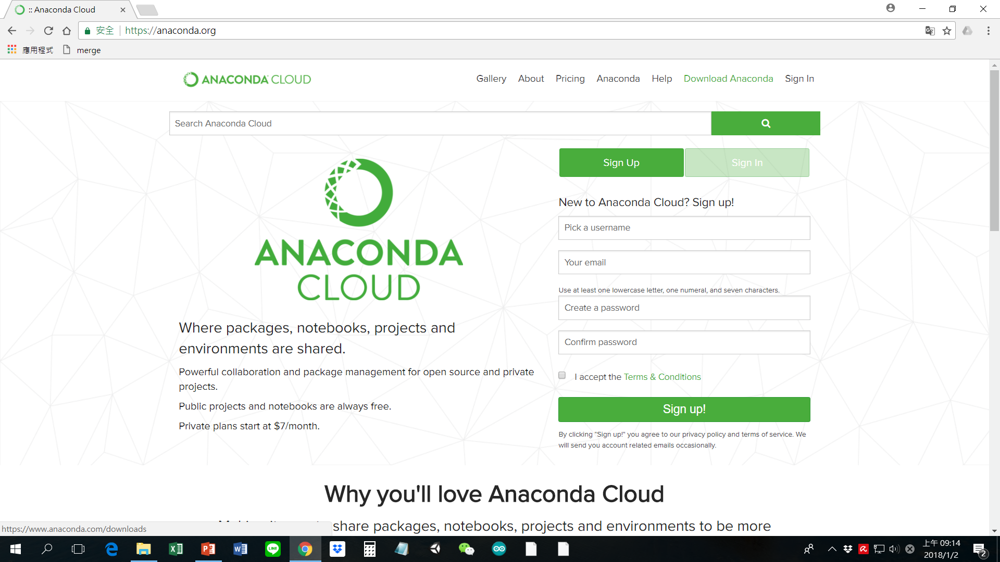 :: Anaconda Cloud
安全 https://anaconda.org
應用程式 merge
ANACONDA CLOUD
Gallery About Pricing Anaconda Help Download Anaconda Sign In
Search Anaconda Cloud
ANACONDA
CLOUD
Where packages, notebooks, projects and
environments are shared.
Powerful collaboration and package management for open source and private
projects.
Public projects and notebooks are always free.
Private plans start at $7/month.
Sign Up Sign In
New to Anaconda Cloud? Sign up!
Pick a username
Your email
Use at least one lowercase letter, one numeral, and seven characters.
Create a password
Confirm password
I accept the Terms & Conditions
Sign up!
By clicking "Sign up!" you agree to our privacy policy and terms of service. We
will send you account related emails occasionally.
Why you'll love Anaconda Cloud
share packages, notebooks, projects and environments to be more
https://www.anaconda.com/downloads
LINE
上午 09:14
2018/1/2
2